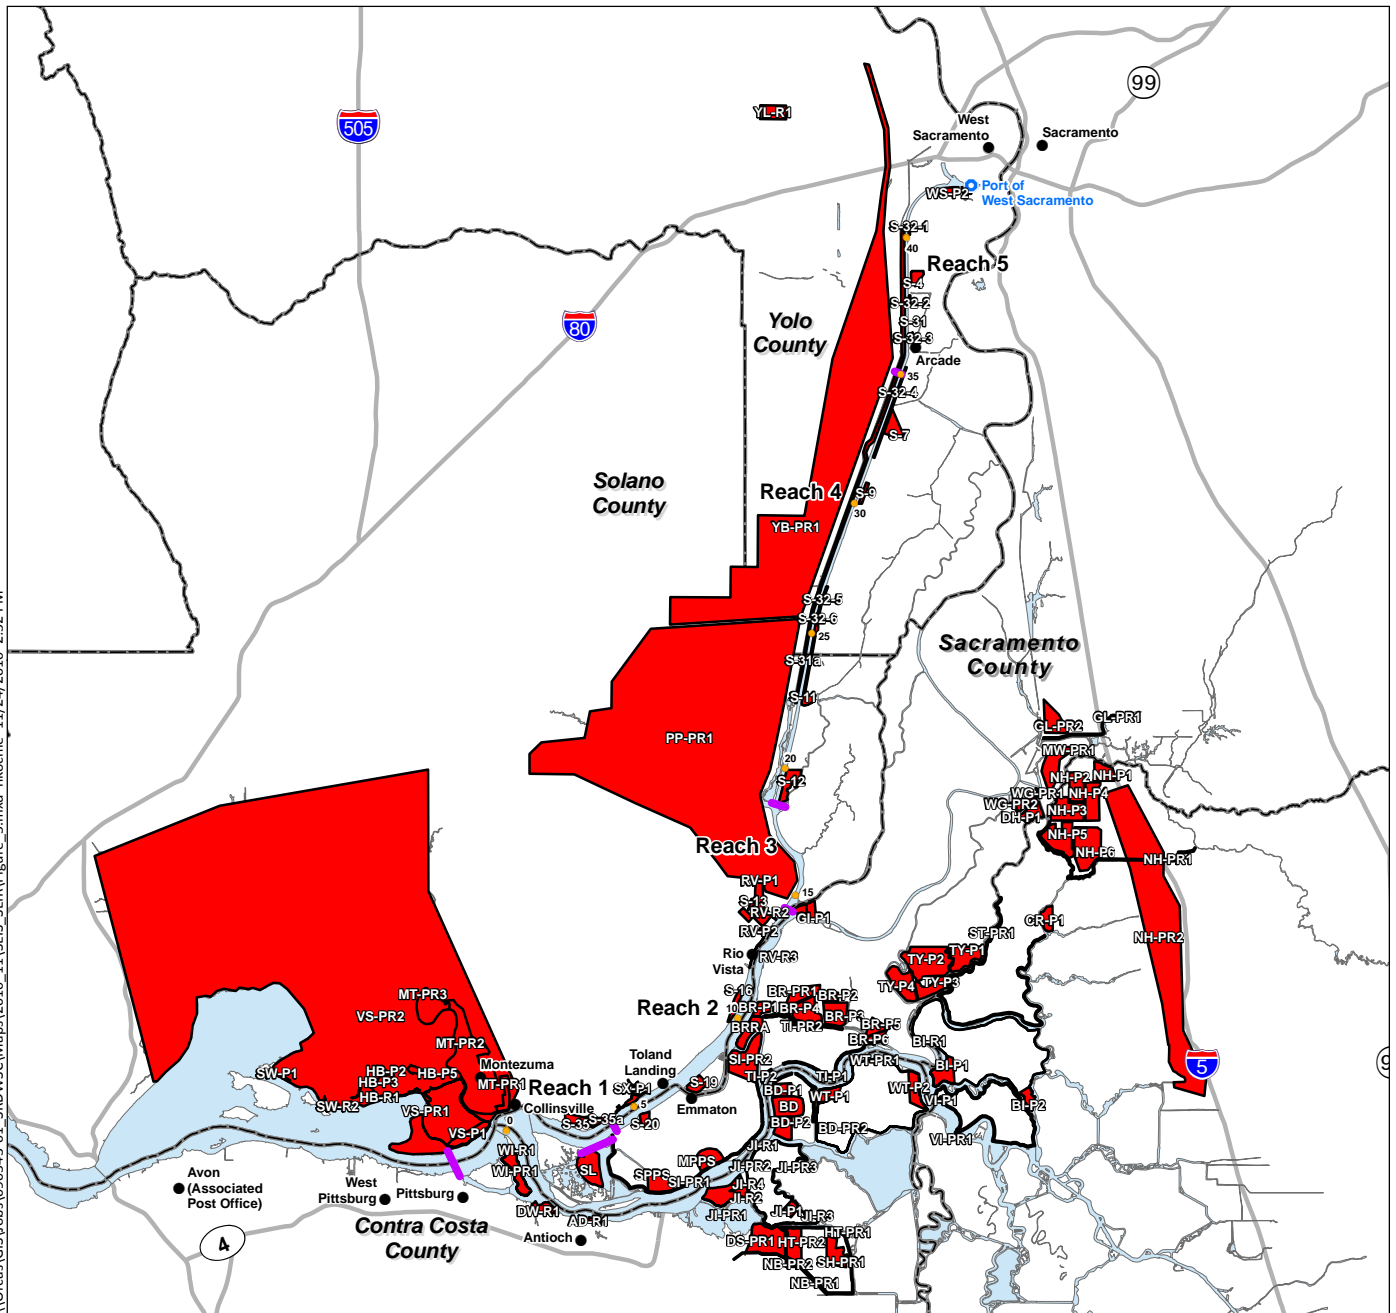 99
YL-R1
505
West
Sacramento
Sacramento
Port of
West Sacramento
WS-P2
S-32-1
40
Reach 5
S-4
S-32-2
S-31
S-32-3
Arcade
80
Yolo
County
35
S-32-4
S-7
Solano
County
Reach 4
S-9
30
YB-PR1
S-32-5
S-32-6
25
Sacramento
County
S-31a
S-11
PP-PR1
GL-PR1
GL-PR2
MW-PR1
20
S-12
NH-P2
NH-P1
WG-PR1
NH-P4
WG-PR2
NH-P3
DH-P1
NH-P5
NH-P6
NH-PR1
Reach 3
RV-P1
15
S-13
RV-R2
GI-P1
RV-P2
CR-P1
ST-PR1
NH-PR2
Rio
Vista
RV-R3
TY-P1
TY-P2
TY-P3
TY-P4
MT-PR3
VS-PR2
S-16
BR-PR1
BR-P2
Reach 2
10
BR-P1
BR-P4
BR-P3
BRRA
TI-PR2
BR-P5
BR-P6
BI-R1
MT-PR2
SI-PR2
WT-PR1
BI-P1
5
Toland
Landing
Montezuma
SW-P1
HB-P2
HB-P5
HB-P3
MT-PR1
Reach 1
SX-P1
S-19
TI-P2
TI-P1
WT-P2
HB-R1
BD-P1
WT-P1
VI-P1
SW-R2
VS-PR1
Collinsville
5
Emmaton
BD
BI-P2
S-35
S-35a
S-20
BD-P2
BD-PR2
VI-PR1
VS-P1
0
WI-R1
JI-R1
WI-PR1
SL
MPPS
JI-PR2
JI-PR3
SPPS
SI-PR1
JI-R4
JI-R2
Avon
(Associated
Post Office)
West
Pittsburg
Pittsburg
DW-R1
AD-R1
JI-PR1
JI-P1
JI-R3
Contra Costa
County
Antioch
4
DS-PR1
HT-PR2
HT-PR1
NB-PR2
SH-PR1
NB-PR1